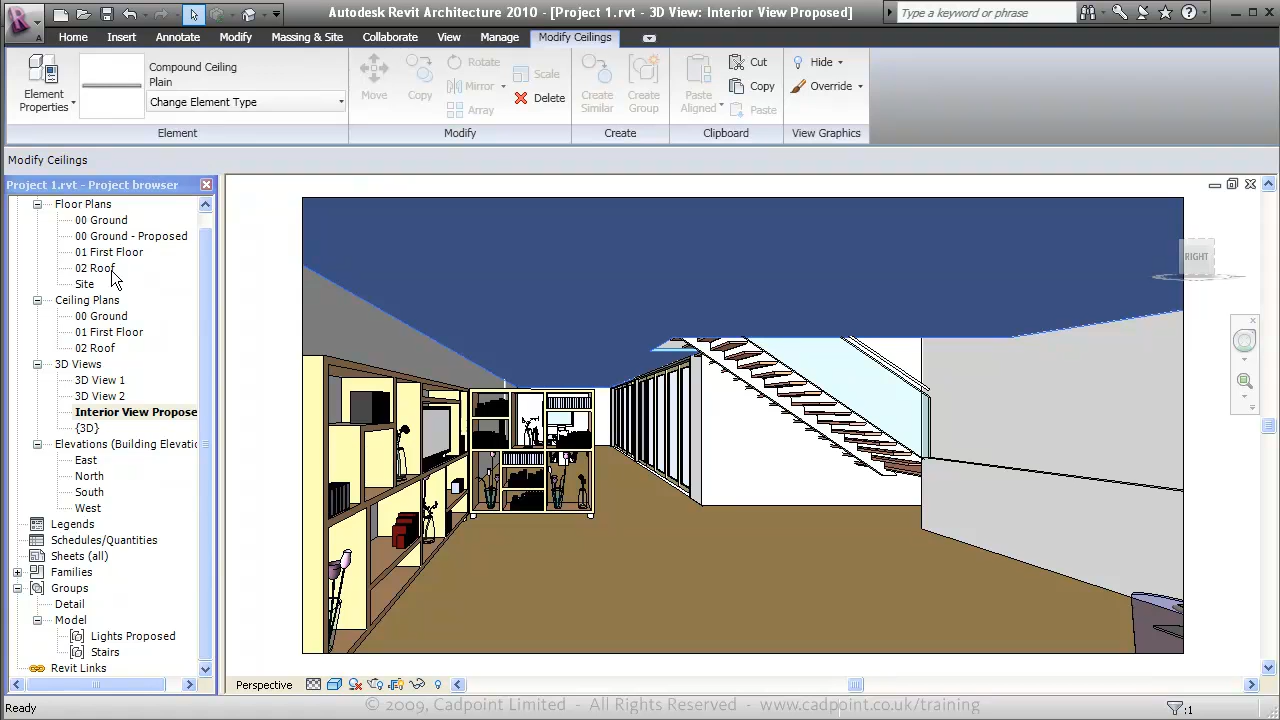 Autodesk Revit Architecture 2010 - [Project 1.rvt - 3D View: Interior View Proposed]
Type a keyword or phrase
Home Insert Annotate Modify Massing & Site Collaborate View Manage Modify Ceilings
Element Properties
Compound Ceiling
Plain
Change Element Type
Element
Move
Copy
Rotate
Mirror
Array
Scale
Delete
Modify
Create Similar
Create Group
Create
Paste Aligned
Cut
Copy
Paste
Clipboard
Hide
Override
View Graphics
Modify Ceilings
Project 1.rvt - Project browser
Floor Plans
00 Ground
00 Ground - Proposed
01 First Floor
02 Roof
Site
Ceiling Plans
00 Ground
01 First Floor
02 Roof
3D Views
3D View 1
3D View 2
Interior View Propose
{3D}
Elevations (Building Elevatio
East
North
South
West
Legends
Schedules/Quantities
Sheets (all)
Families
Groups
Detail
Model
Lights Proposed
Stairs
Revit Links
RIGHT
Perspective
Ready
© 2009, Cadpoint Limited - All Rights Reserved - www.cadpoint.co.uk/training
:1